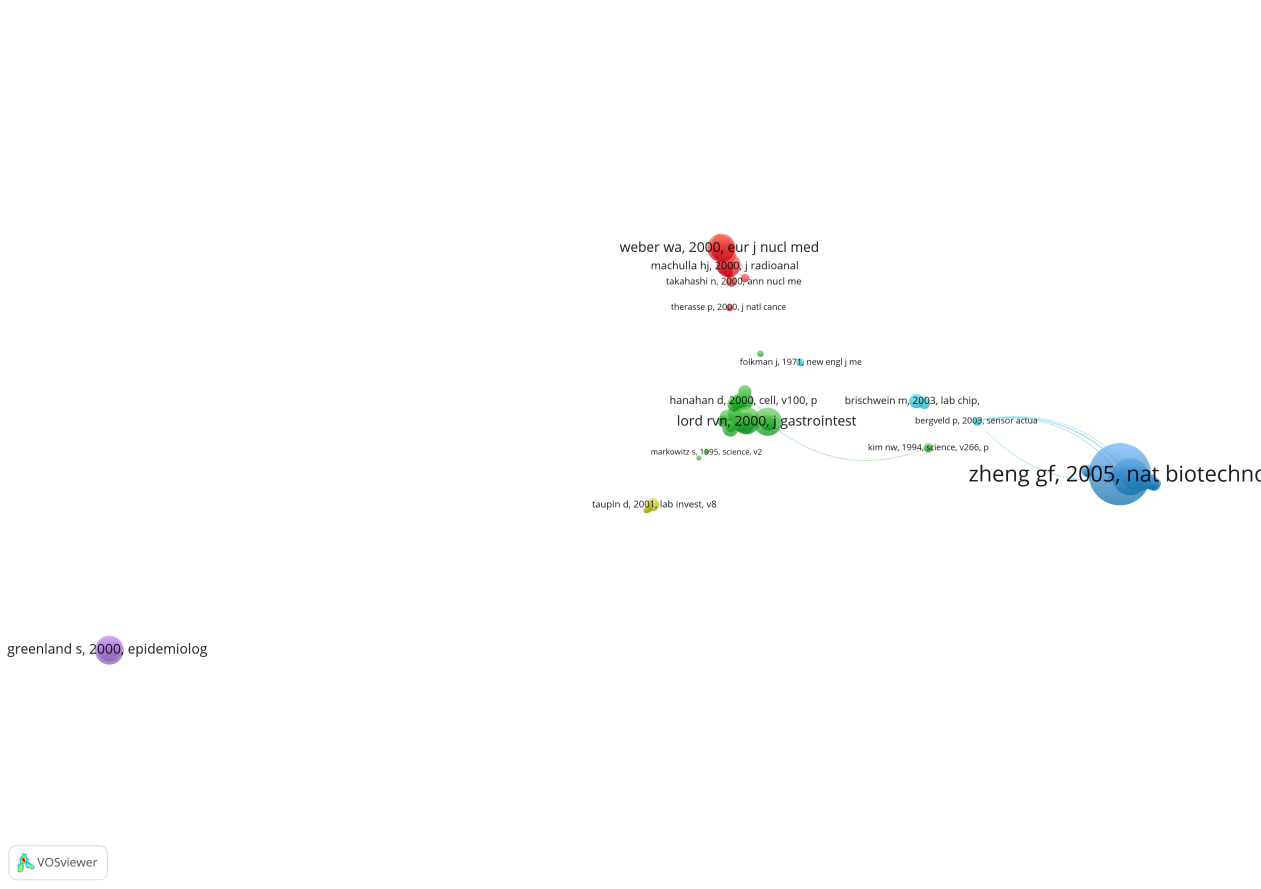 weber wa, 2000, eur j nucl med
machulla hj, 2000, j radioanal
takahashi n, 2000, ann nucl me
therasse p, 2000, j natl cance
folkman j, 1971, new engl j me
hanahan d, 2000, cell, v100, p
brischwein m, 2003, lab chip,
lord rvn, 2000, j gastrointest
bergveld p, 2003, sensor actua
kim nw, 1994, science, v266, p
markowitz s, 1995, science, v2
zheng gf, 2005, nat biotechno
taupin d, 2001, lab invest, v8
greenland s, 2000, epidemiolog
VOSviewer